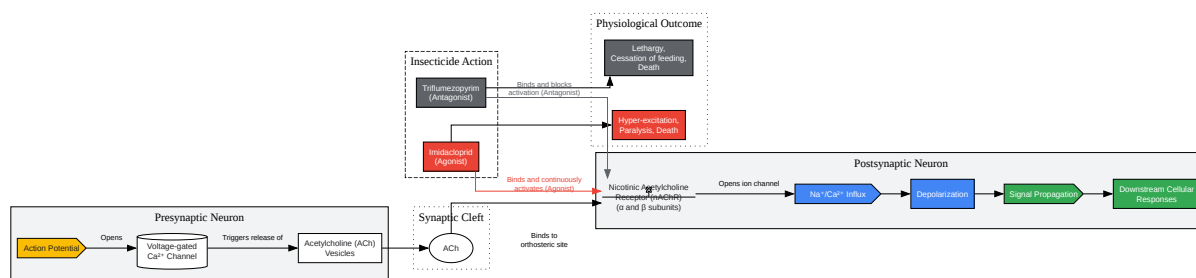 Physiological Outcome
Lethargy,
Cessation of feeding,
Death
Insecticide Action
Triflumezopyrim
(Antagonist)
Binds and blocks
activation (Antagonist)
Hyper-excitation,
Paralysis, Death
Imidacloprid
(Agonist)
Binds and continuously
activates (Agonist)
Postsynaptic Neuron
Nicotinic Acetylcholine
Receptor (nAChR)
(α and β subunits)
Opens ion channel
Na⁺/Ca²⁺ Influx
Depolarization
Signal Propagation
Downstream Cellular
Responses
Presynaptic Neuron
Action Potential
Opens
Voltage-gated
Ca²⁺ Channel
Triggers release of
Acetylcholine (ACh)
Vesicles
Synaptic Cleft
ACh
Binds to
orthosteric site